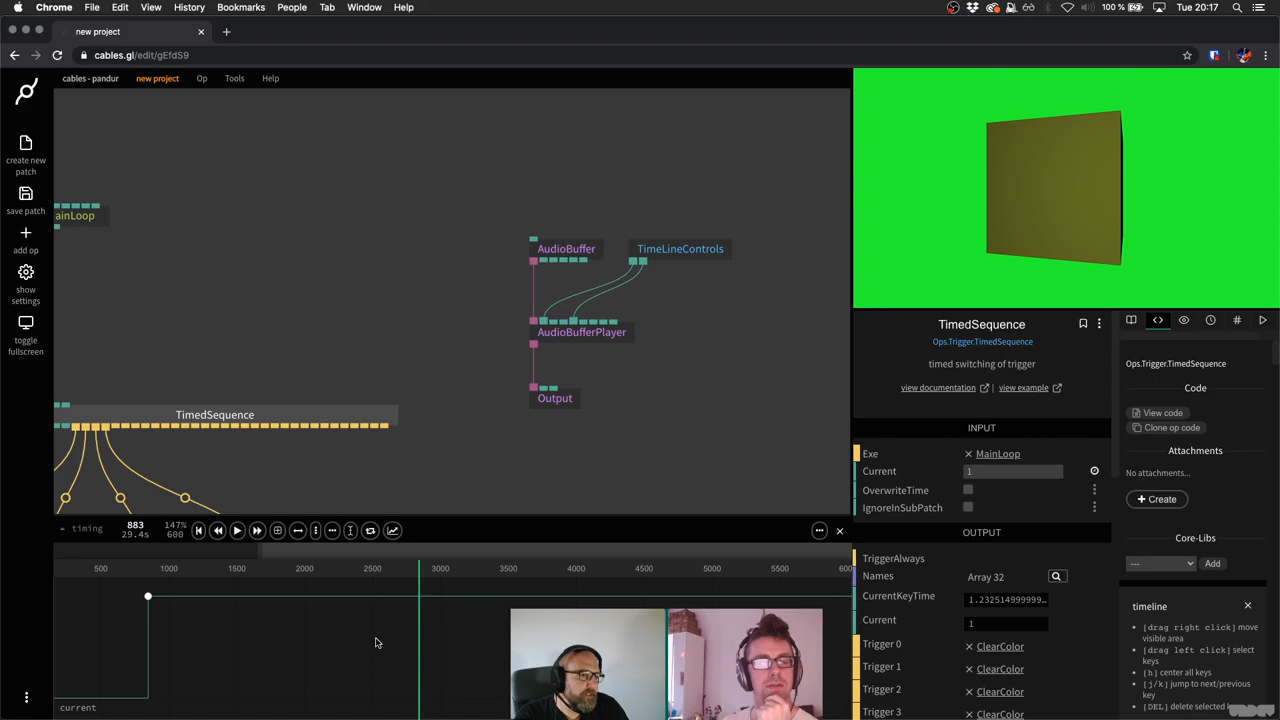 Chrome File Edit View History Bookmarks People Tab Window Help 100 % Tue 20:17
new project
cables.gl/edit/gEfdS9
cables - pandur new project Op Tools Help
create new
patch
save patch
add op
show
settings
toggle
fullscreen
ainLoop
AudioBuffer
TimeLineControls
AudioBufferPlayer
Output
TimedSequence
timing 883 147%
29.4s 600
500 1000 1500 2000 2500 3000 3500 4000 4500 5000 5500 600
current
TimedSequence
Ops.Trigger.TimedSequence
timed switching of trigger
view documentation view example
INPUT
Exe MainLoop
Current 1
OverwriteTime
IgnoreInSubPatch
OUTPUT
TriggerAlways
Names Array 32
CurrentKeyTime 1.232514999999…
Current 1
Trigger 0 ClearColor
Trigger 1 ClearColor
Trigger 2 ClearColor
Trigger 3 ClearColor
Ops.Trigger.TimedSequence
Code
View code
Clone op code
Attachments
No attachments...
Create
Core-Libs
--- Add
timeline
[drag right click] move
visible area
[drag left click] select
keys
[h] center all keys
[j/k] jump to next/previous
key
[DEL] delete selected